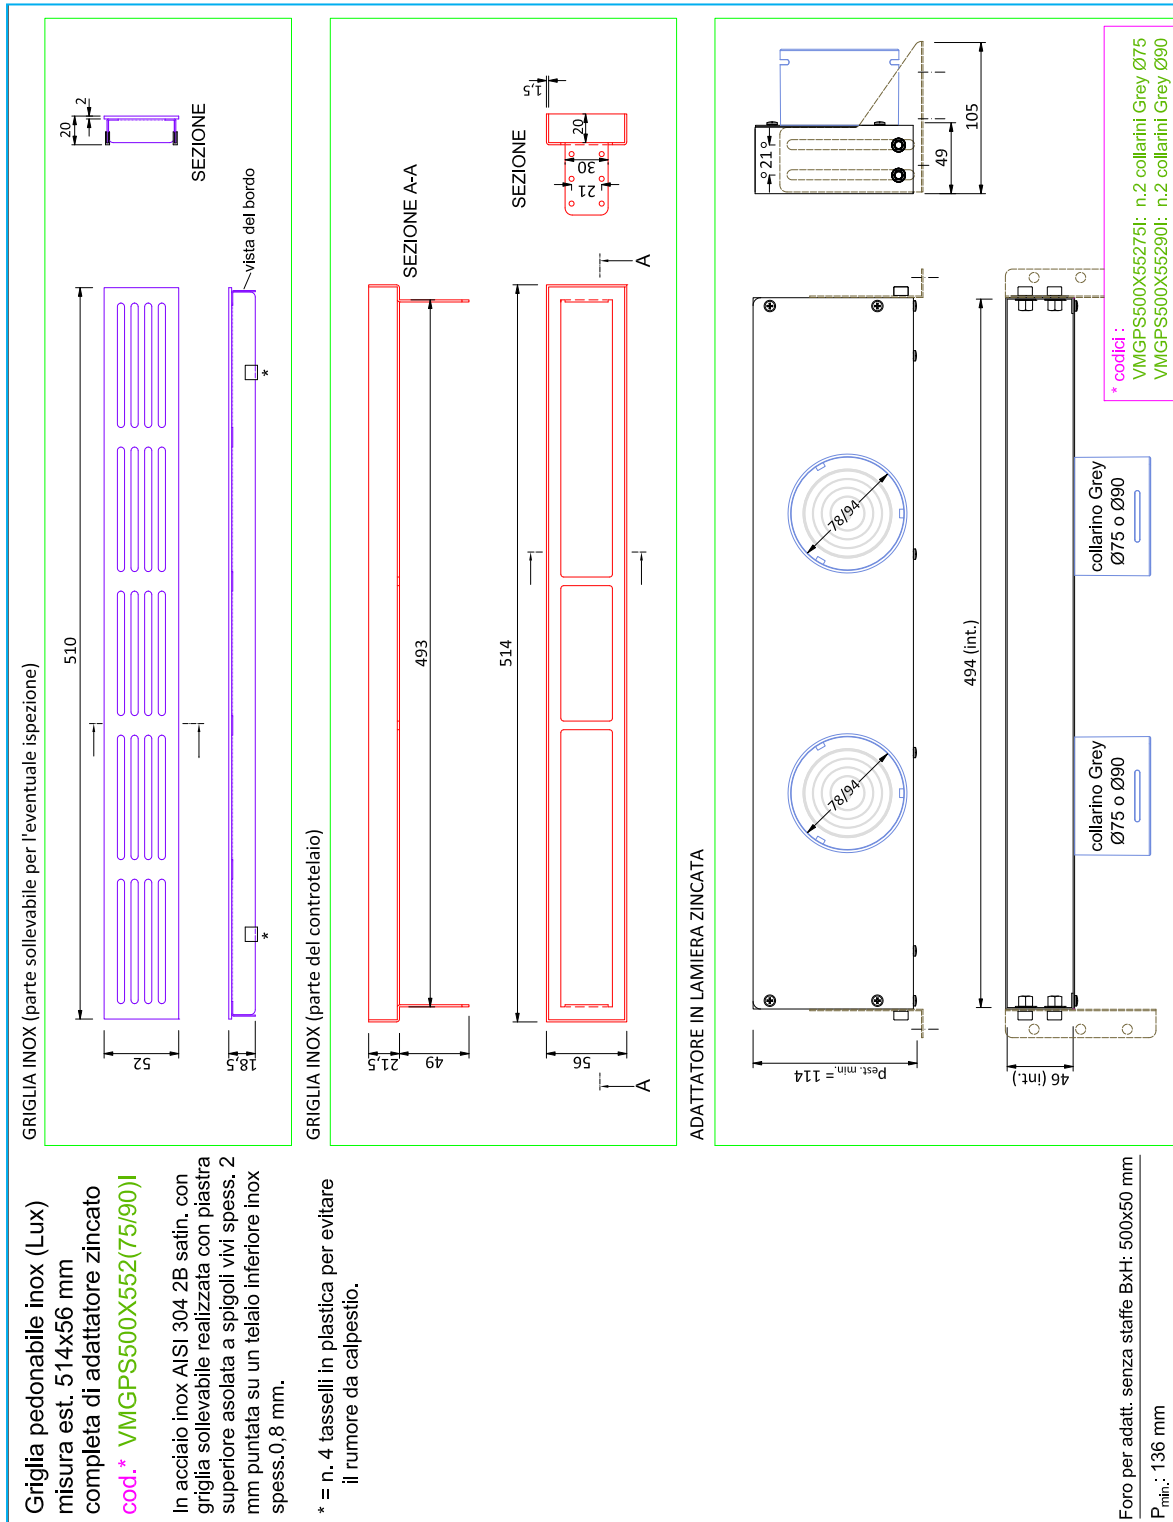 Griglia pedonabile inox (Lux)
misura est. 514x56 mm
completa di adattatore zincato
cod.* VMGPS500X552(75/90)I
In acciaio inox AISI 304 2B satin. con
griglia sollevabile realizzata con piastra
superiore asolata a spigoli vivi spess. 2
mm puntata su un telaio inferiore inox
spess.0,8 mm.
* = n. 4 tasselli in plastica per evitare
il rumore da calpestio.
Foro per adatt. senza staffe BxH: 500x50 mm
Pmin.: 136 mm
GRIGLIA INOX (parte sollevabile per l'eventuale ispezione)
510
52
18,5
*
*
vista del bordo
SEZIONE
20
2
GRIGLIA INOX (parte del controtelaio)
21,5
49
493
SEZIONE A-A
514
56
A
A
SEZIONE
1,5
20
30
21
ADATTATORE IN LAMIERA ZINCATA
Pest. min. = 114
78/94
78/94
21
49
105
494 (int.)
46 (int.)
collarino Grey
Ø75 o Ø90
collarino Grey
Ø75 o Ø90
* codici :
VMGPS500X55275I: n.2 collarini Grey Ø75
VMGPS500X55290I: n.2 collarini Grey Ø90